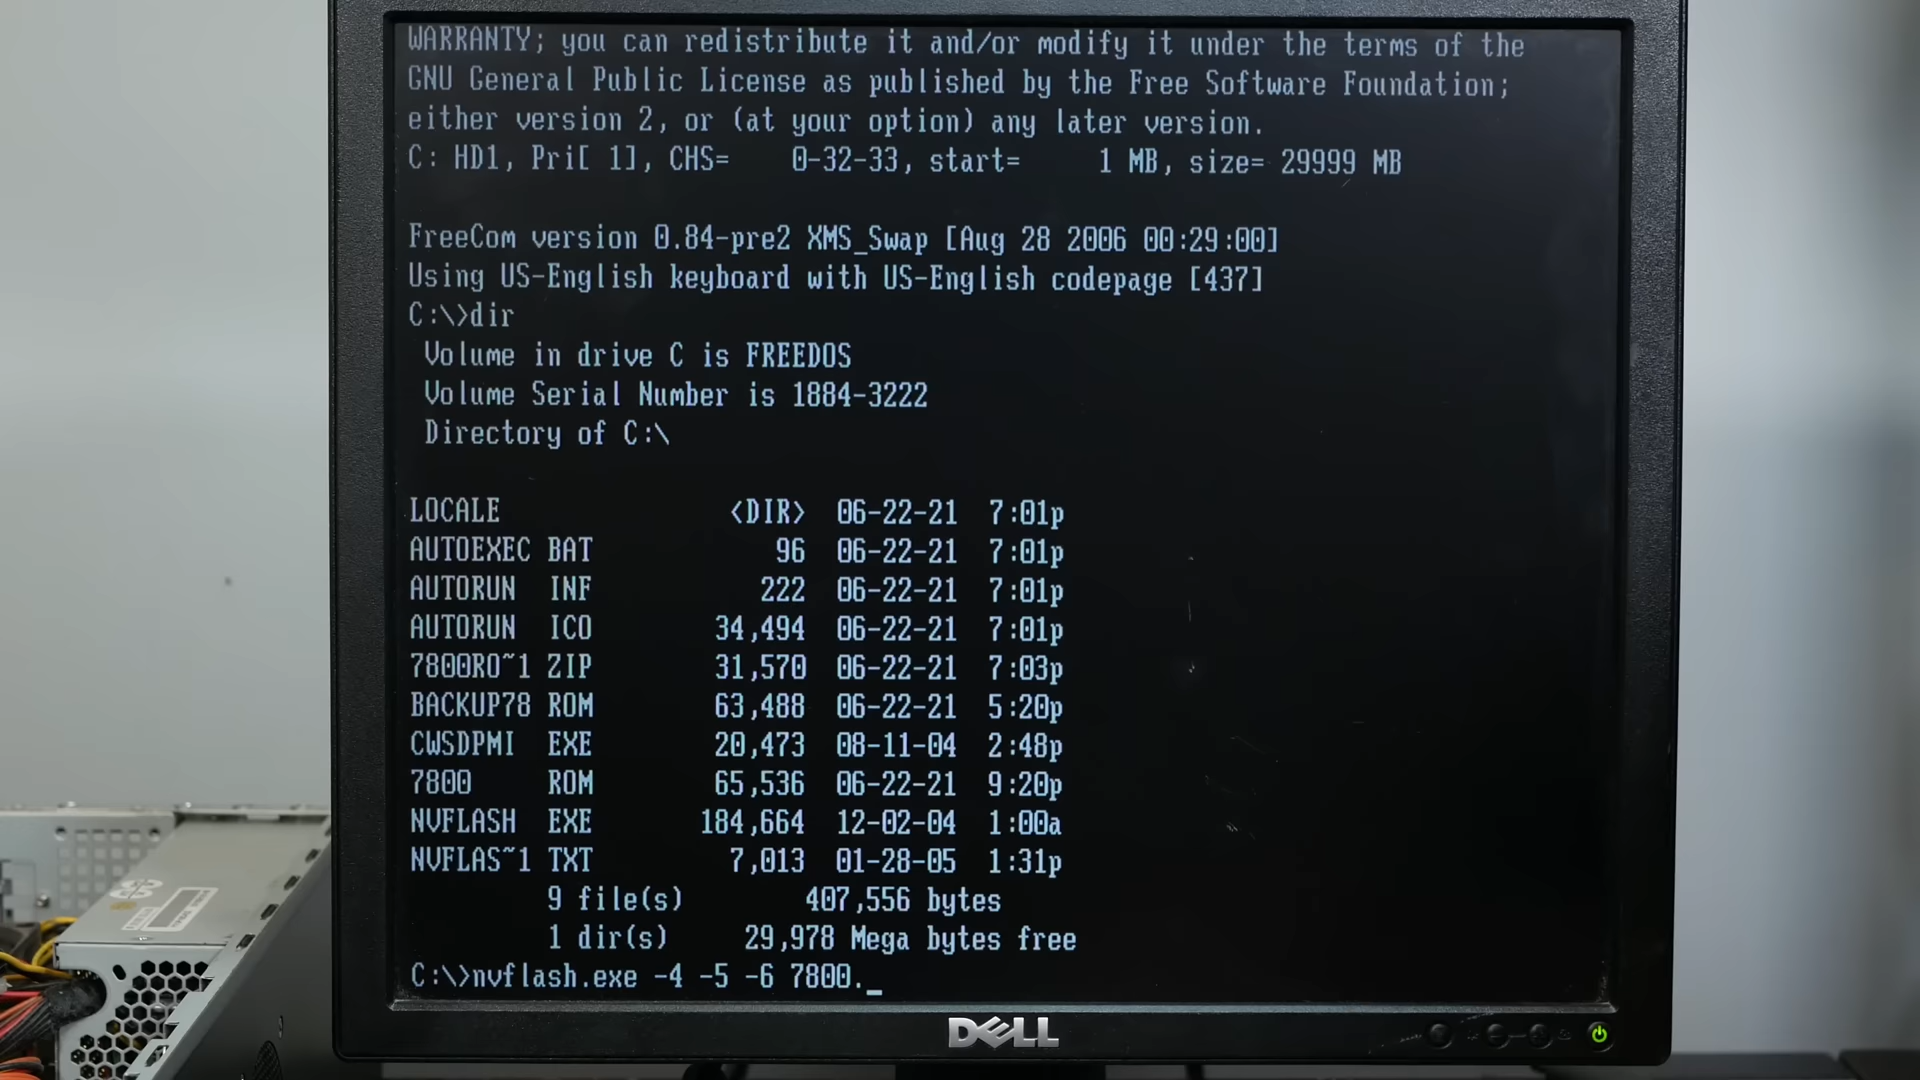 WARRANTY; you can redistribute it and/or modify it under the terms of the
GNU General Public License as published by the Free Software Foundation;
either version 2, or (at your option) any later version.
C: HD1, Pri[ 1], CHS=    0-32-33, start=     1 MB, size= 29999 MB
FreeCom version 0.84-pre2 XMS_Swap [Aug 28 2006 00:29:00]
Using US-English keyboard with US-English codepage [437]
C:\>dir
Volume in drive C is FREEDOS
Volume Serial Number is 1884-3222
Directory of C:\
LOCALE               <DIR>  06-22-21  7:01p
AUTOEXEC BAT            96  06-22-21  7:01p
AUTORUN  INF           222  06-22-21  7:01p
AUTORUN  ICO        34,494  06-22-21  7:01p
7800RO~1 ZIP        31,570  06-22-21  7:03p
BACKUP78 ROM        63,488  06-22-21  5:20p
CWSDPMI  EXE        20,473  08-11-04  2:48p
7800     ROM        65,536  06-22-21  9:20p
NVFLASH  EXE       184,664  12-02-04  1:00a
NVFLAS~1 TXT         7,013  01-28-05  1:31p
9 file(s)        407,556 bytes
1 dir(s)     29,978 Mega bytes free
C:\>nvflash.exe -4 -5 -6 7800._
DELL